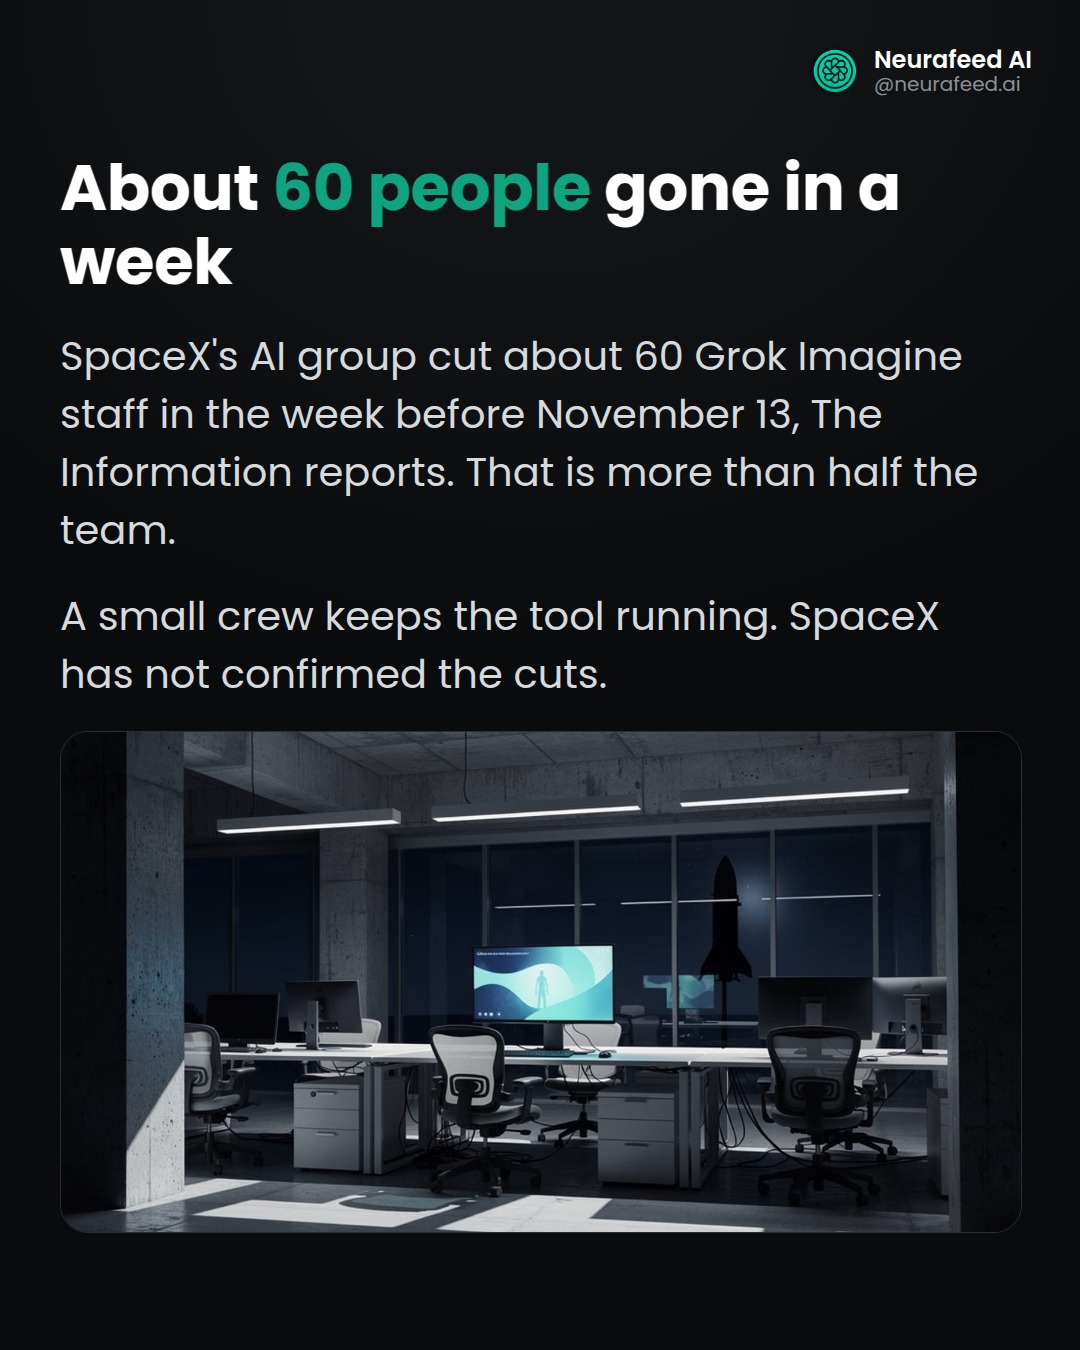 Neurafeed AI
@neurafeed.ai
About 60 people gone in a
week
SpaceX's AI group cut about 60 Grok Imagine
staff in the week before November 13, The
Information reports. That is more than half the
team.
A small crew keeps the tool running. SpaceX
has not confirmed the cuts.